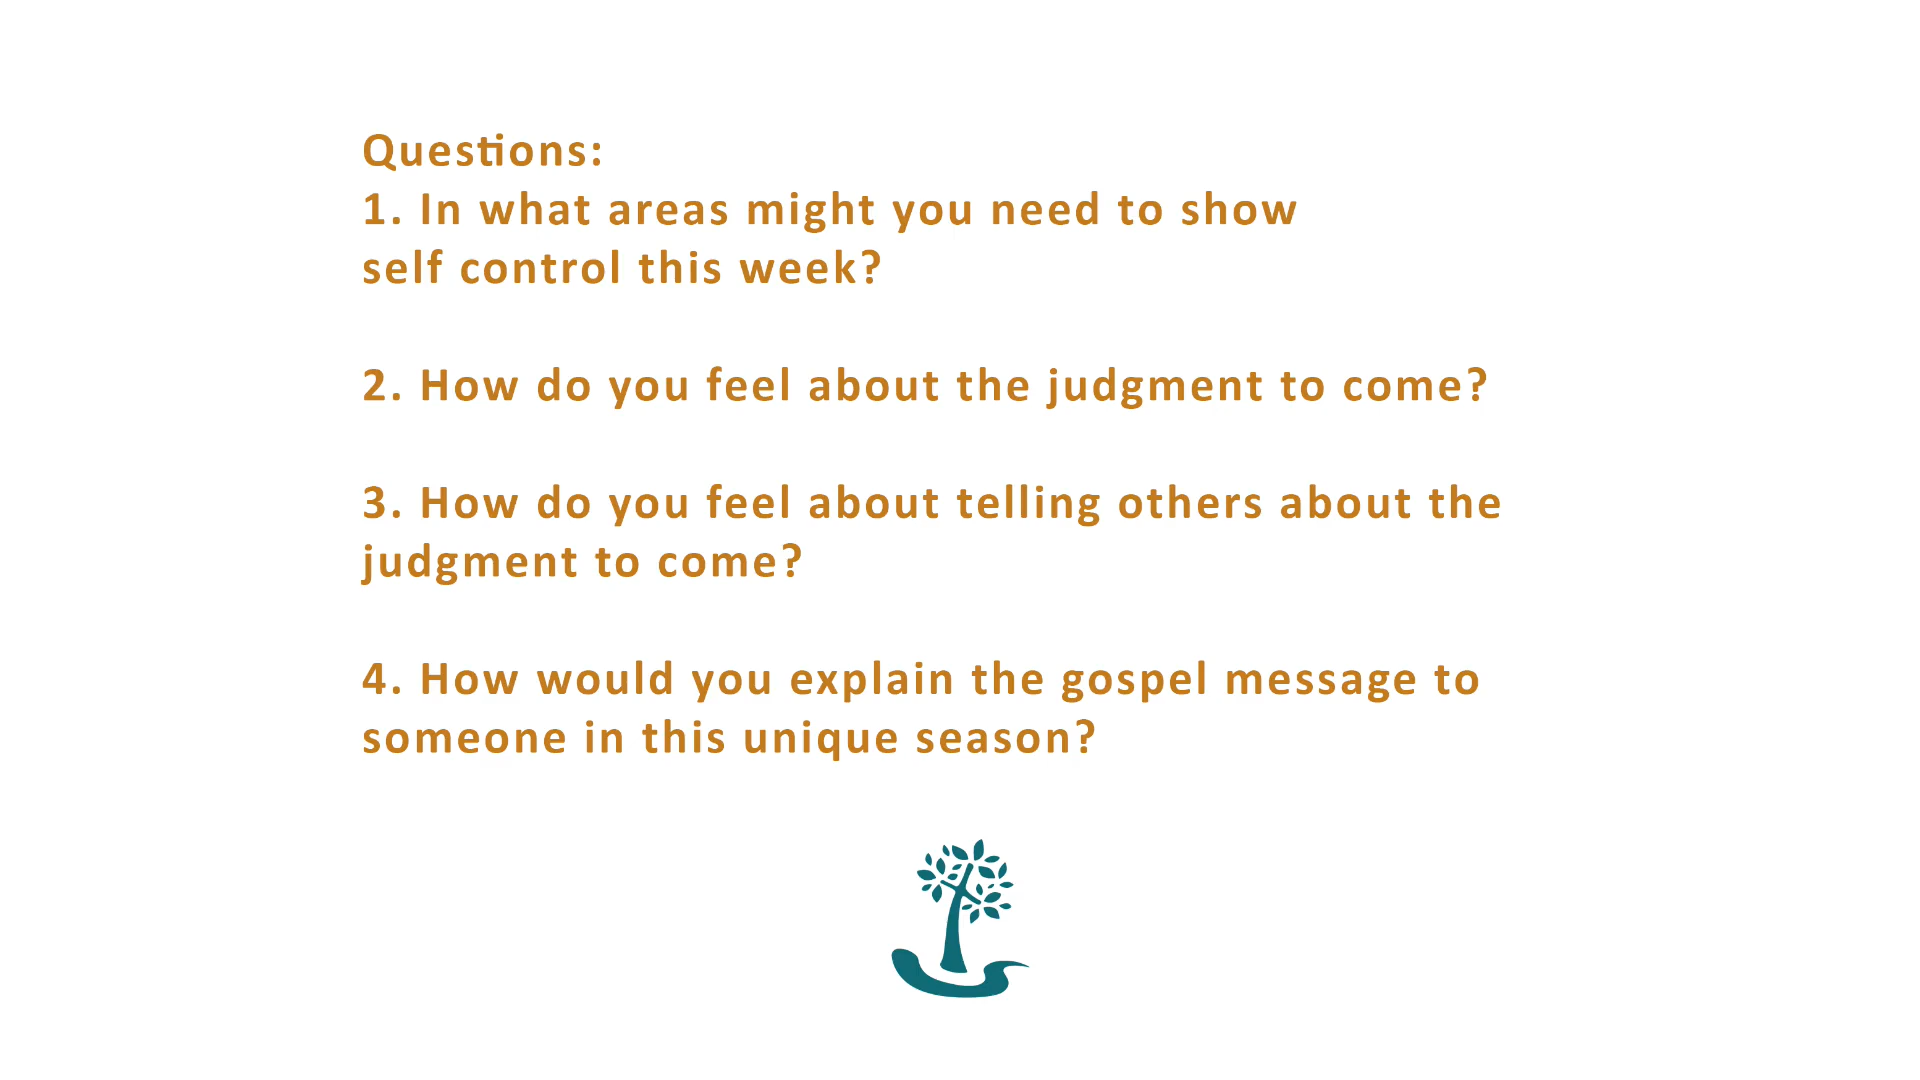 Questions:
1. In what areas might you need to show
self control this week?
2. How do you feel about the judgment to come?
3. How do you feel about telling others about the
judgment to come?
4. How would you explain the gospel message to
someone in this unique season?